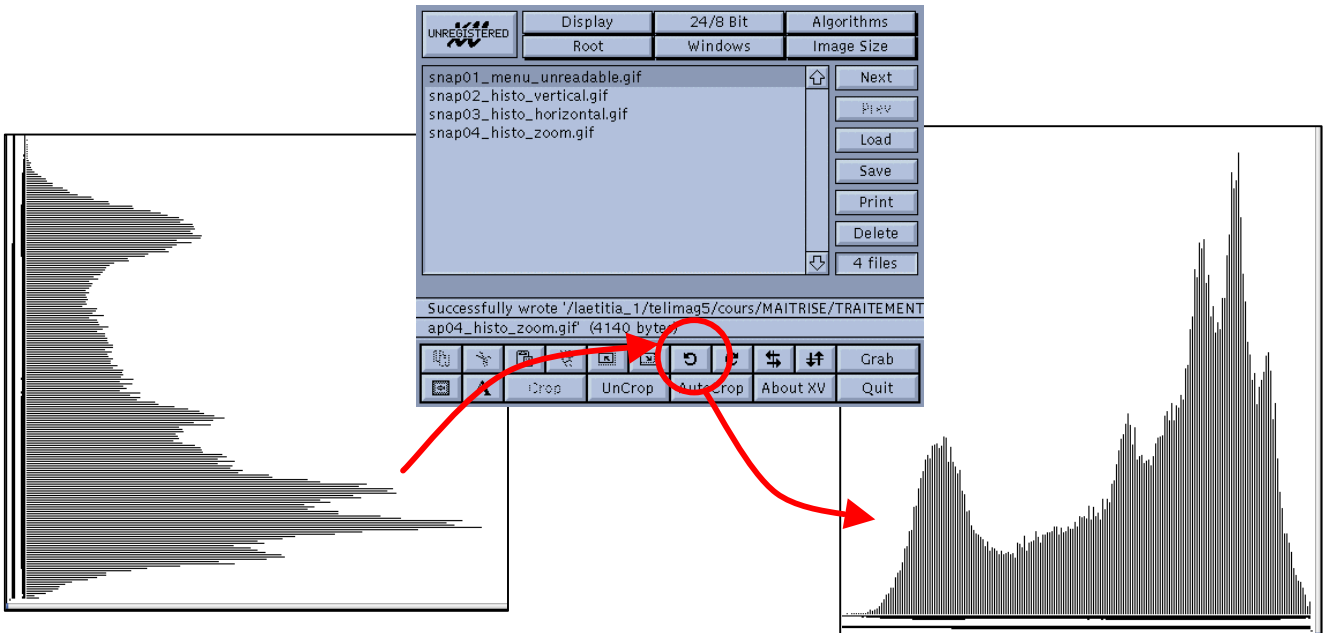 UNREGISTERED
Display 24/8 Bit Algorithms
Root Windows Image Size
snap01_menu_unreadable.gif
snap02_histo_vertical.gif
snap03_histo_horizontal.gif
snap04_histo_zoom.gif
Next
Prev
Load
Save
Print
Delete
4 files
Successfully wrote '/laetitia_1/telimag5/cours/MAITRISE/TRAITEMENT
ap04_histo_zoom.gif' (4140 bytes)
Grab
A Crop UnCrop AutoCrop About XV Quit